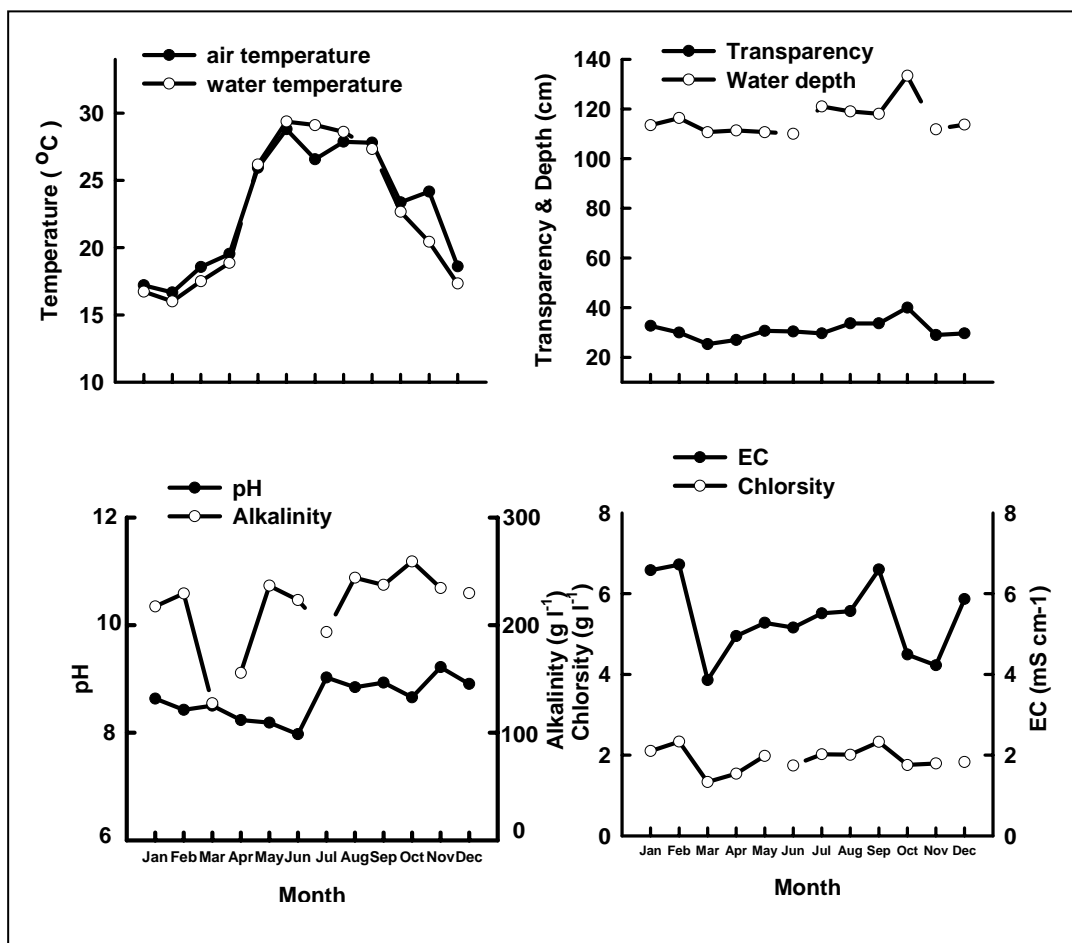 air temperature
water temperature
Temperature ( ⁰C )
30
25
20
15
10
Transparency
Water depth
Transparency & Depth (cm)
140
120
100
80
60
40
20
pH
Alkalinity
pH
12
10
8
6
300
200
100
0
Alkalinity (g l⁻¹)
Jan Feb Mar Apr May Jun Jul Aug Sep Oct Nov Dec
Month
EC
Chlorsity
Chlorsity (g l⁻¹)
8
6
4
2
0
8
6
4
2
0
EC (mS cm-1)
Jan Feb Mar Apr May Jun Jul Aug Sep Oct Nov Dec
Month